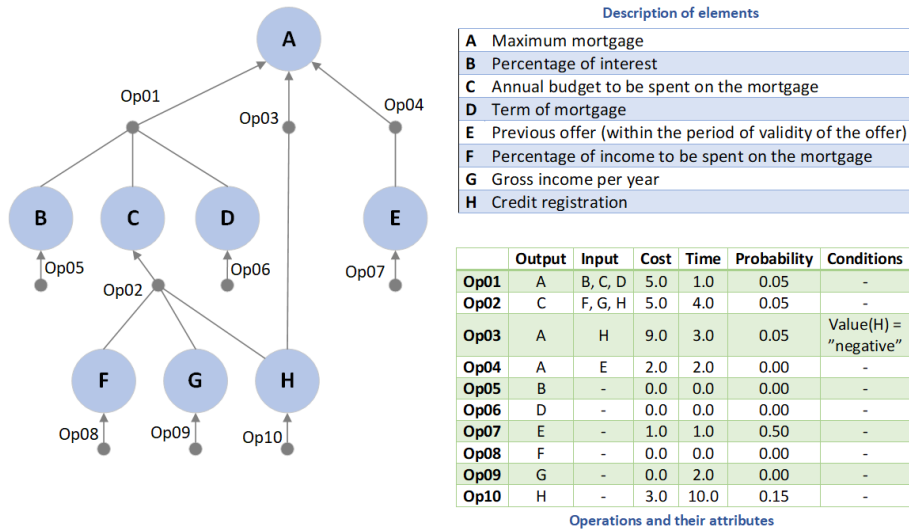 Description of elements
A Maximum mortgage
B Percentage of interest
C Annual budget to be spent on the mortgage
D Term of mortgage
E Previous offer (within the period of validity of the offer)
F Percentage of income to be spent on the mortgage
G Gross income per year
H Credit registration
A
Op01
Op03
Op04
B
C
D
E
Op05
Op02
Op06
Op07
F
G
H
Op08
Op09
Op10
Output Input Cost Time Probability Conditions
Op01 A B, C, D 5.0 1.0 0.05 -
Op02 C F, G, H 5.0 4.0 0.05 -
Op03 A H 9.0 3.0 0.05 Value(H) =
"negative"
Op04 A E 2.0 2.0 0.00 -
Op05 B - 0.0 0.0 0.00 -
Op06 D - 0.0 0.0 0.00 -
Op07 E - 1.0 1.0 0.50 -
Op08 F - 0.0 0.0 0.00 -
Op09 G - 0.0 2.0 0.00 -
Op10 H - 3.0 10.0 0.15 -
Operations and their attributes